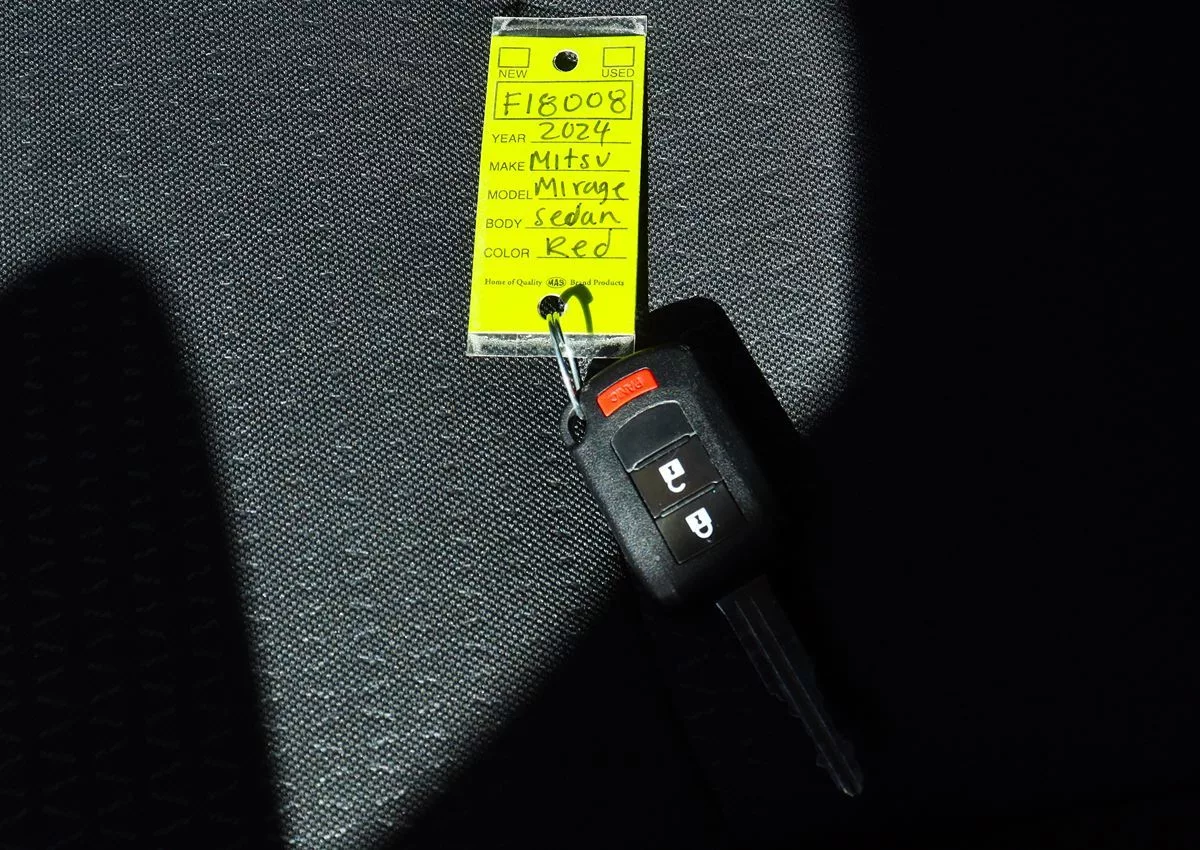 NEW USED
F18008
YEAR 2024
MAKE Mitsu
MODEL Mirage
BODY sedan
COLOR Red
Home of Quality MAS Brand Products
PANIC